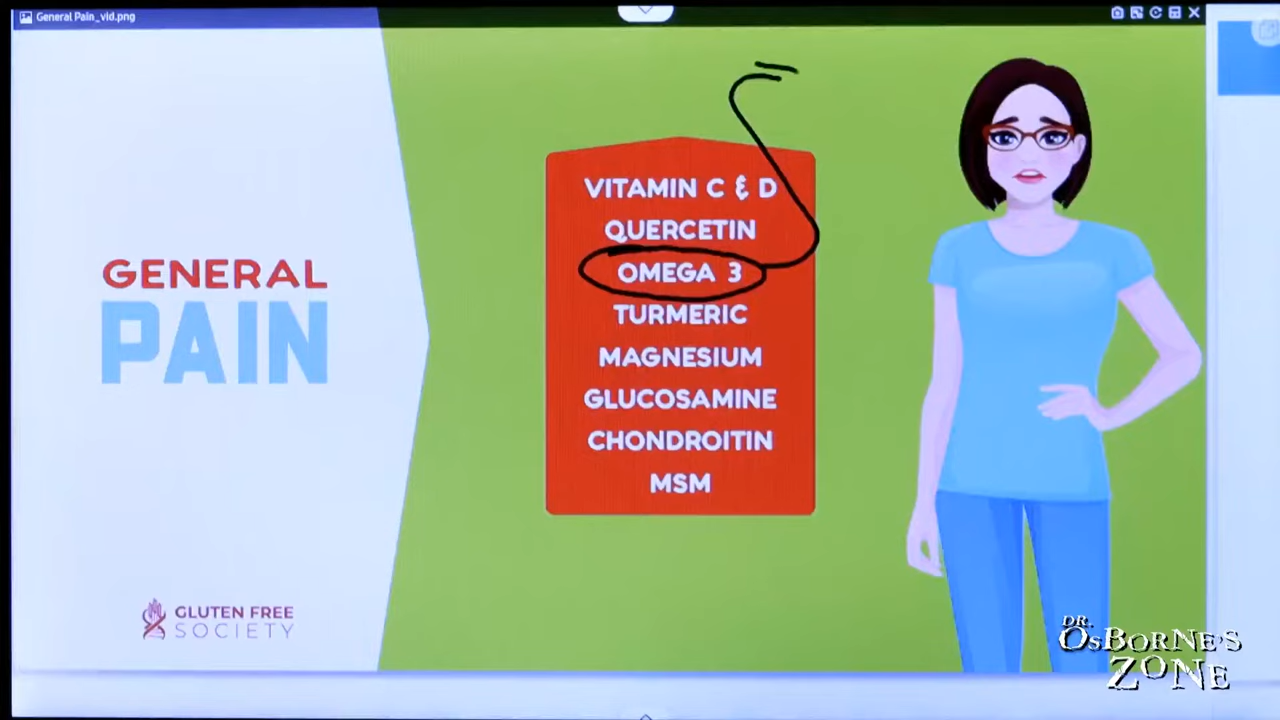 General Pain_vid.png
GENERAL
PAIN
VITAMIN C & D
QUERCETIN
OMEGA 3
TURMERIC
MAGNESIUM
GLUCOSAMINE
CHONDROITIN
MSM
GLUTEN FREE
SOCIETY
DR.
OSBORNE'S
ZONE